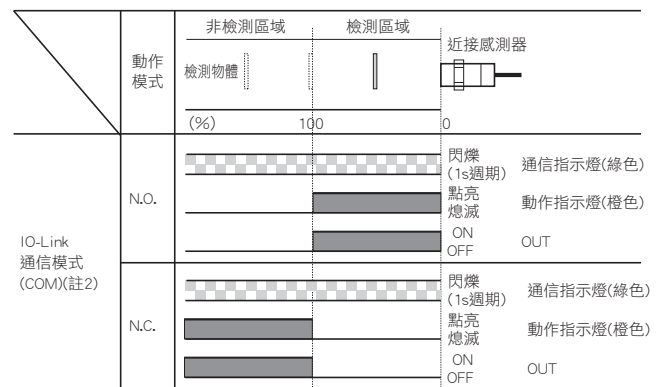 非檢測區域 檢測區域
動作
模式
檢測物體
近接感測器
(%) 100 0
IO-Link
通信模式
(COM)(註2)
N.O.
閃爍
(1s週期)
通信指示燈(綠色)
點亮
熄滅
動作指示燈(橙色)
ON
OFF
OUT
N.C.
閃爍
(1s週期)
通信指示燈(綠色)
點亮
熄滅
動作指示燈(橙色)
ON
OFF
OUT